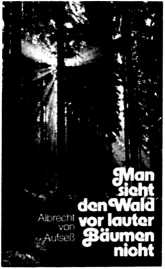 Man
sieht
den Wald
vor lauter
Bäumen
nicht
Albrecht
von
Aufseß